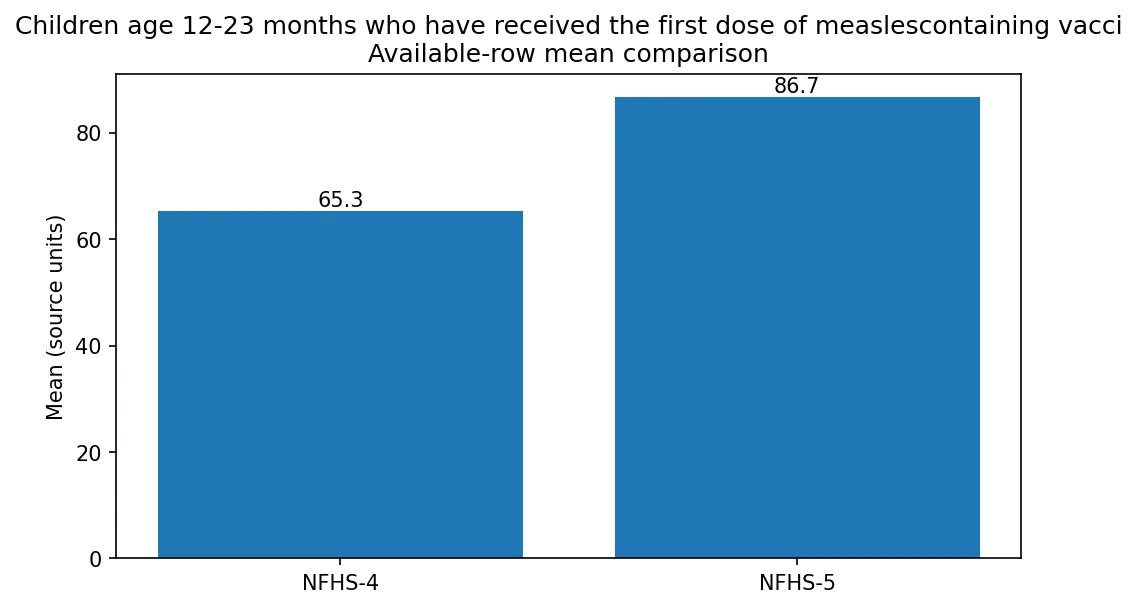 Children age 12-23 months who have received the first dose of measlescontaining vacci
Available-row mean comparison
86.7
80
65.3
60
Mean (source units)
40
20
0
NFHS-4
NFHS-5